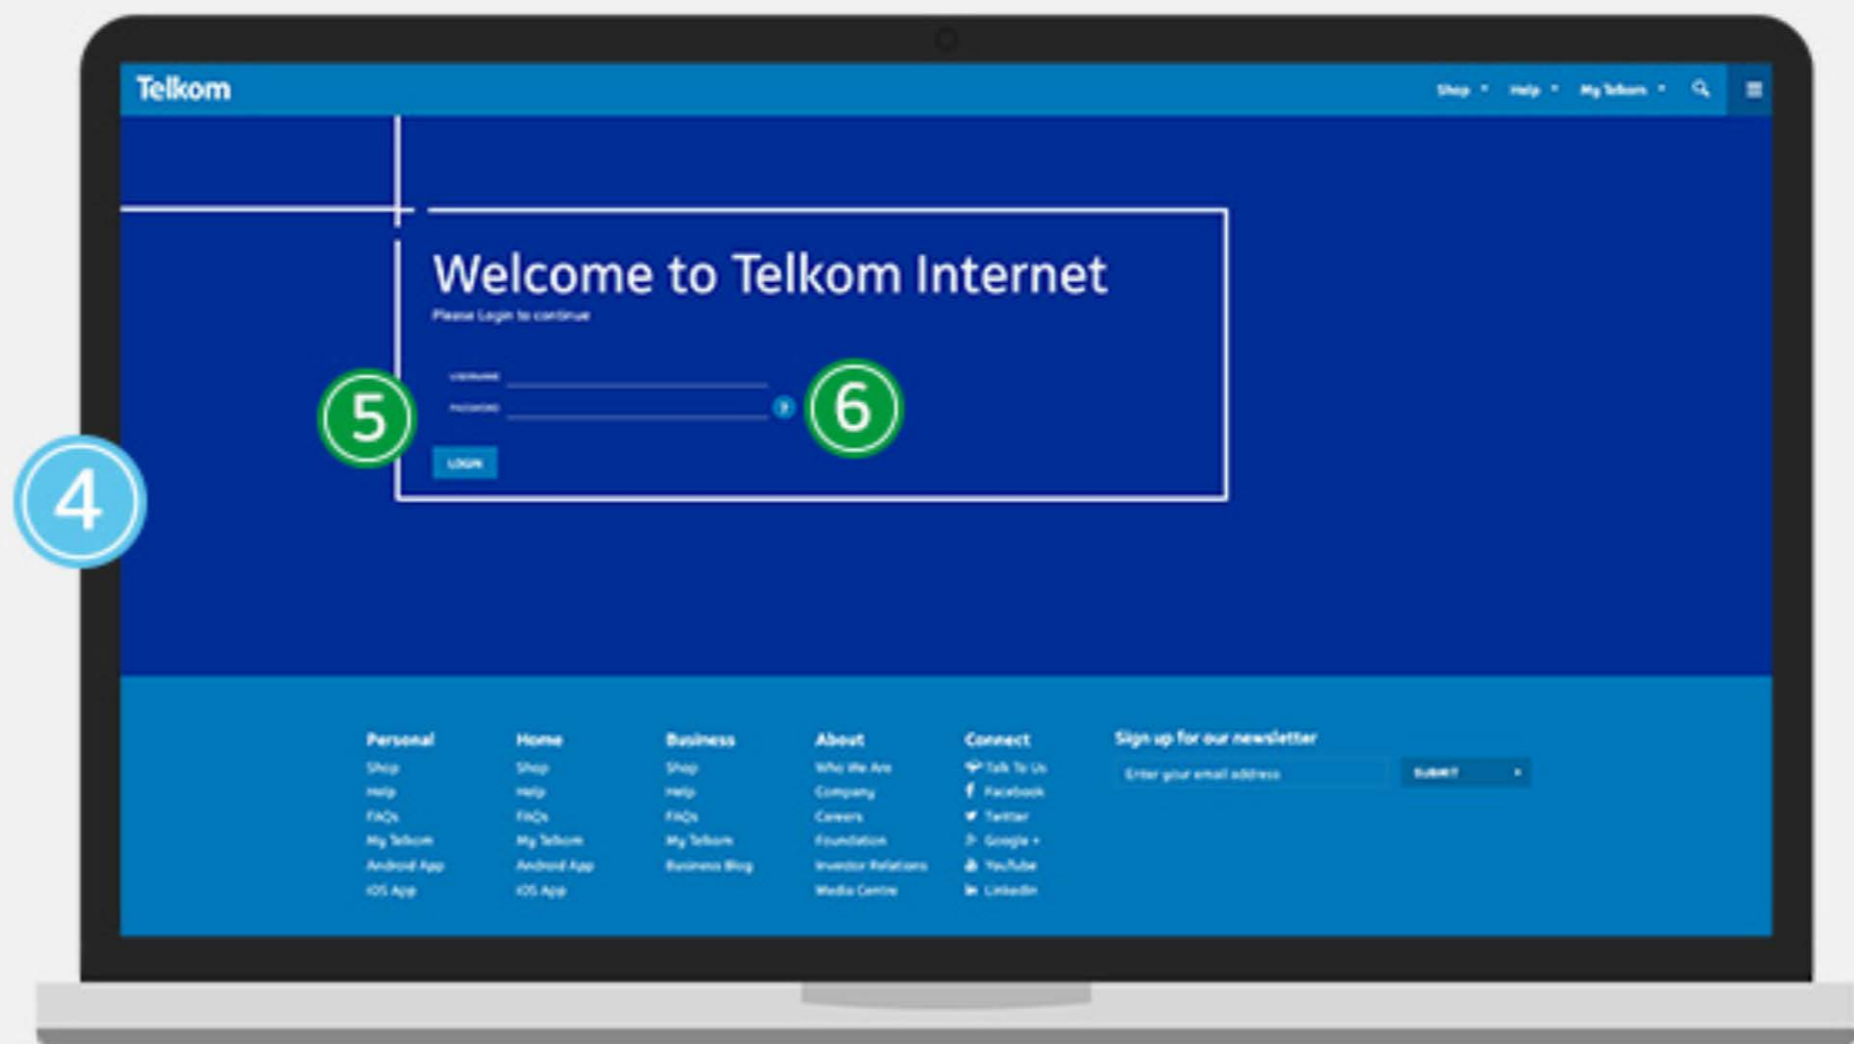 Telkom
Shop Help My Telkom
Welcome to Telkom Internet
Please Login to continue
USERNAME
PASSWORD ?
LOGIN
5
6
4
Personal
Shop
Help
FAQs
My Telkom
Android App
iOS App
Home
Shop
Help
FAQs
My Telkom
Android App
iOS App
Business
Shop
Help
FAQs
My Telkom
Business Blog
About
Who We Are
Company
Careers
Foundation
Investor Relations
Media Centre
Connect
Talk To Us
Facebook
Twitter
Google +
YouTube
LinkedIn
Sign up for our newsletter
Enter your email address
SUBMIT